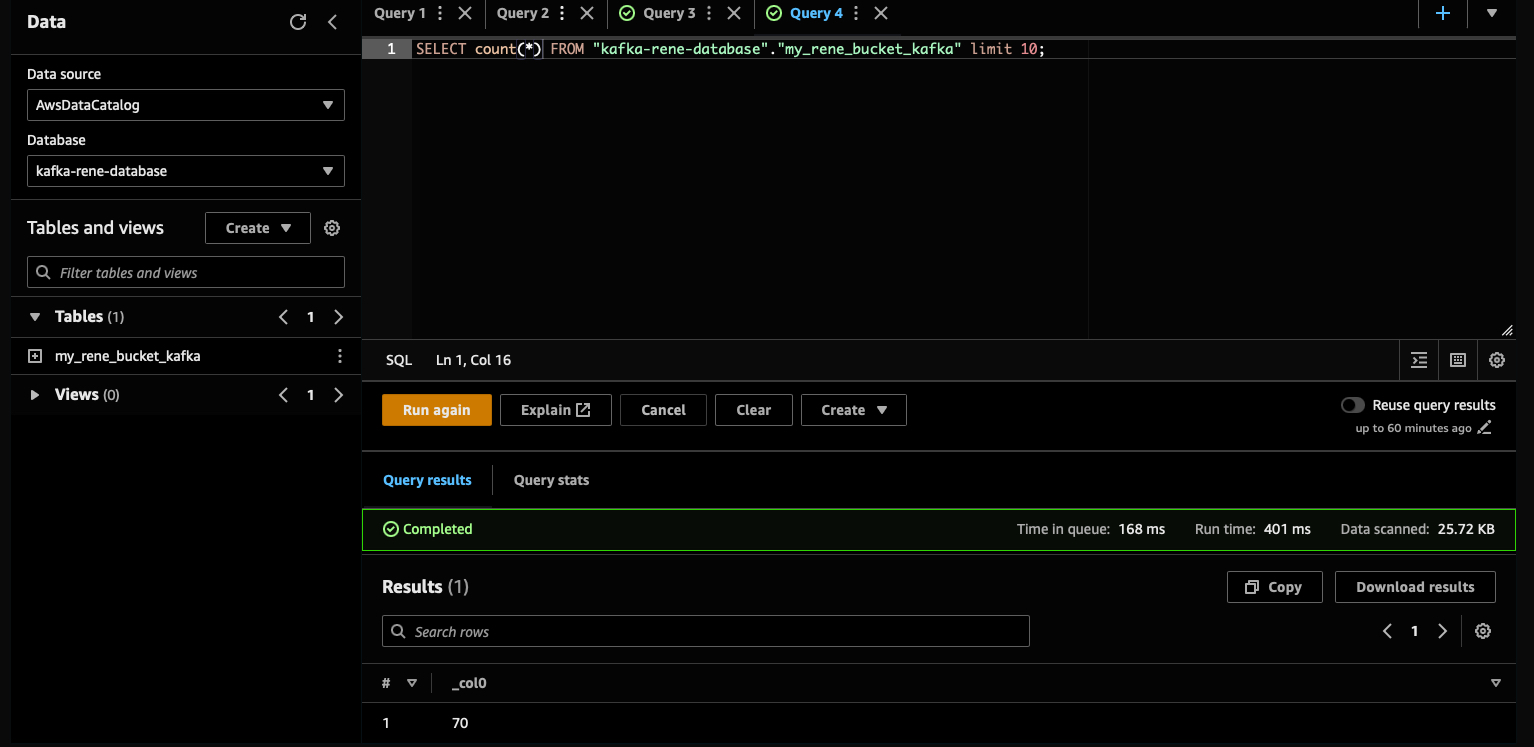 Data
Data source
AwsDataCatalog
Database
kafka-rene-database
Tables and views
Create
Filter tables and views
Tables (1)
1
my_rene_bucket_kafka
Views (0)
1
Query 1
Query 2
Query 3
Query 4
1 SELECT count(*) FROM "kafka-rene-database"."my_rene_bucket_kafka" limit 10;
SQL Ln 1, Col 16
Run again Explain Cancel Clear Create
Reuse query results
up to 60 minutes ago
Query results Query stats
Completed Time in queue: 168 ms Run time: 401 ms Data scanned: 25.72 KB
Results (1)
Copy Download results
Search rows
1
# _col0
1 70